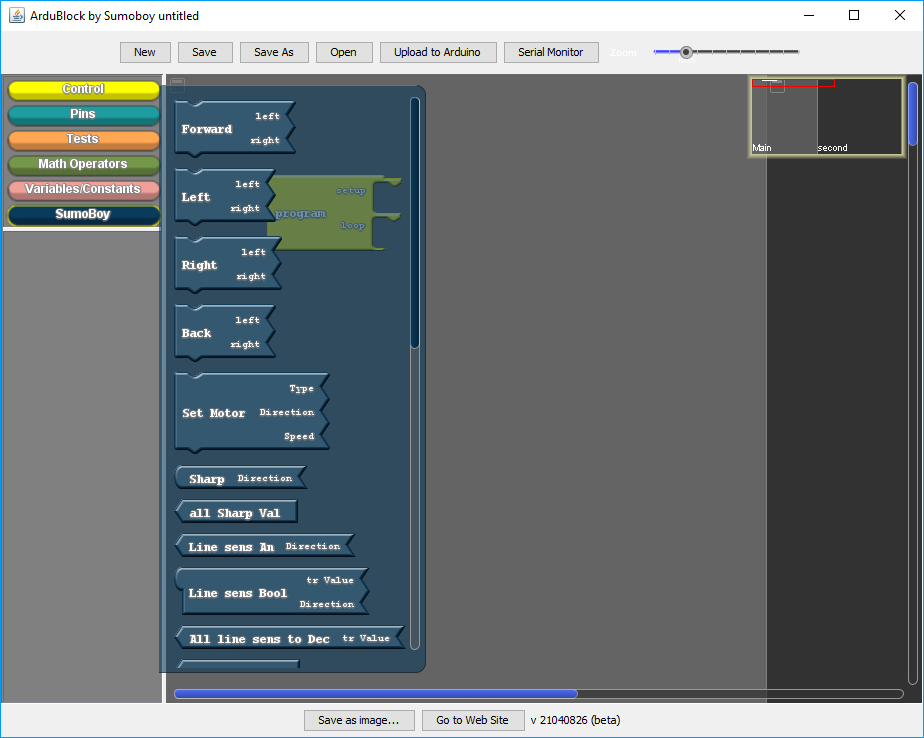 ArduBlock by Sumoboy untitled
New Save Save As Open Upload to Arduino Serial Monitor Zoom
Control
Pins
Tests
Math Operators
Variables/Constants
SumoBoy
Forward left
right
Left left
right
program setup
loop
Right left
right
Back left
right
Set Motor Type
Direction
Speed
Sharp Direction
all Sharp Val
Line sens An Direction
Line sens Bool tr Value
Direction
All line sens to Dec tr Value
Main second
Save as image... Go to Web Site v 21040826 (beta)